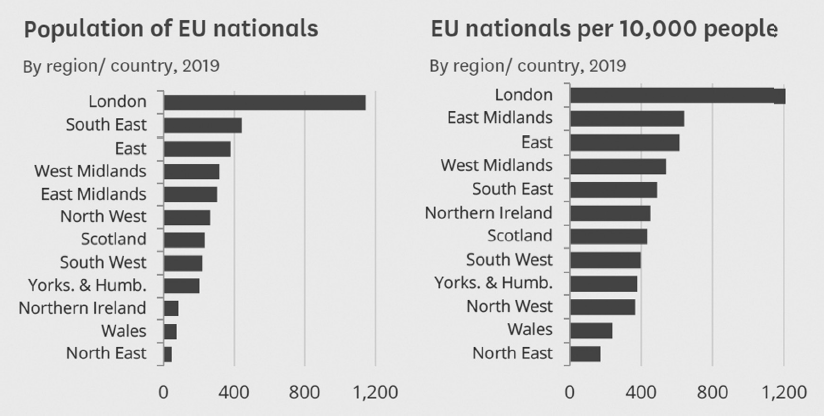 Population of EU nationals
By region/ country, 2019
London
South East
East
West Midlands
East Midlands
North West
Scotland
South West
Yorks. & Humb.
Northern Ireland
Wales
North East
0 400 800 1,200
EU nationals per 10,000 people
By region/ country, 2019
London
East Midlands
East
West Midlands
South East
Northern Ireland
Scotland
South West
Yorks. & Humb.
North West
Wales
North East
0 400 800 1,200